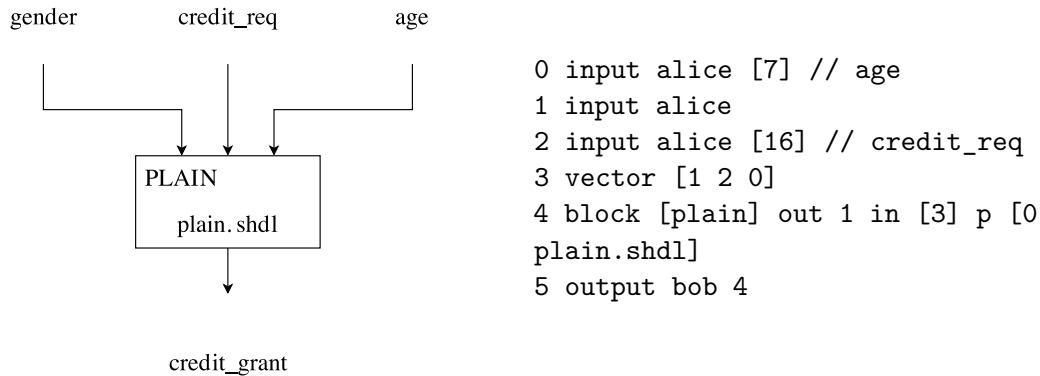 gender credit_req age
PLAIN
plain.shdl
credit_grant
0 input alice [7] // age
1 input alice
2 input alice [16] // credit_req
3 vector [1 2 0]
4 block [plain] out 1 in [3] p [0
plain.shdl]
5 output bob 4